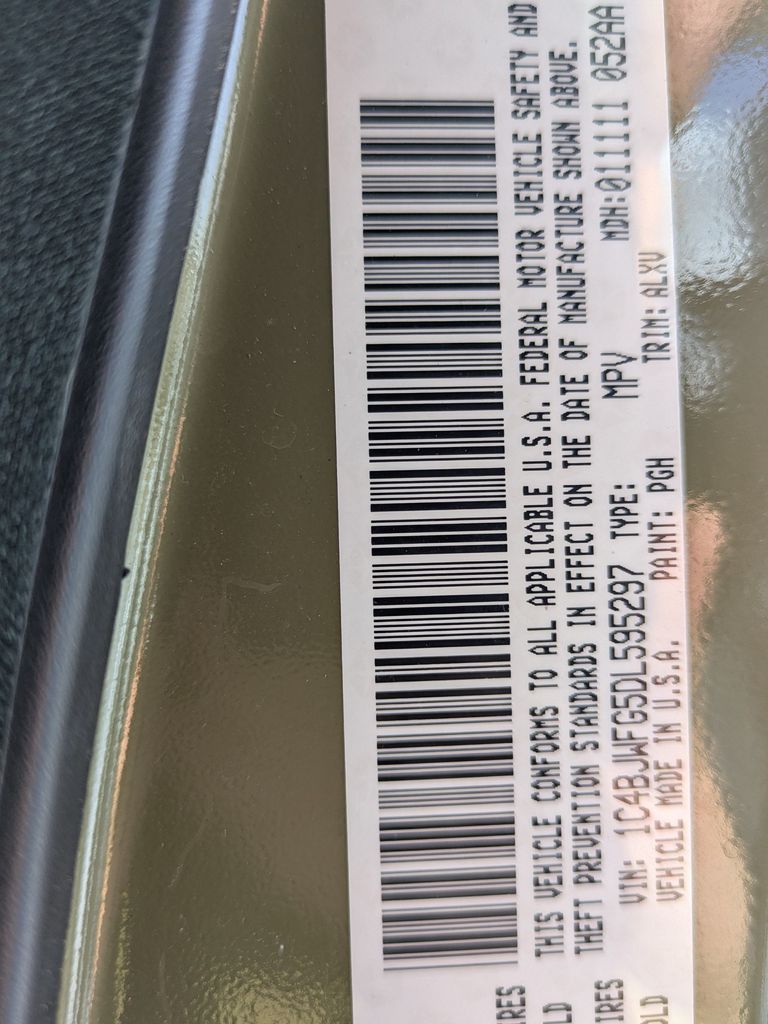 THIS VEHICLE CONFORMS TO ALL APPLICABLE U.S.A. FEDERAL MOTOR VEHICLE SAFETY AND
THEFT PREVENTION STANDARDS IN EFFECT ON THE DATE OF MANUFACTURE SHOWN ABOVE.
VIN: 1C4BJWFG5DL595297 TYPE: MPV MDH:011111 052AA
VEHICLE MADE IN U.S.A. PAINT: PGH TRIM: ALXV